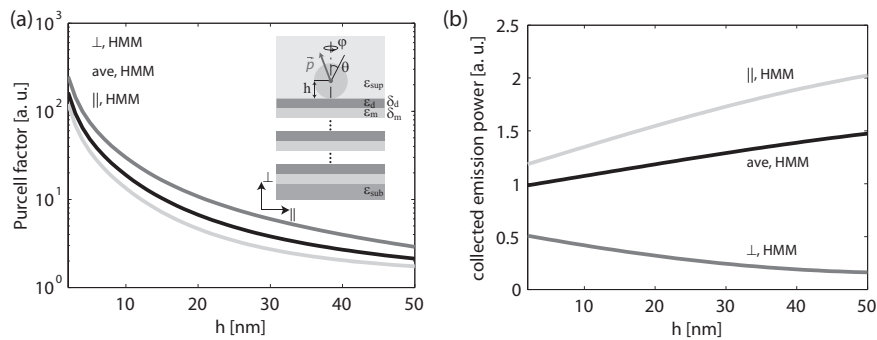 (a)
10³
10²
10¹
10⁰
Purcell factor [a. u.]
⊥, HMM
ave, HMM
||, HMM
φ
p⃗
θ
h
ε_sup
ε_d δ_d
ε_m δ_m
ε_sub
⊥
||
10 20 30 40 50
h [nm]
(b)
2.5
2
1.5
1
0.5
0
collected emission power [a. u.]
||, HMM
ave, HMM
⊥, HMM
10 20 30 40 50
h [nm]